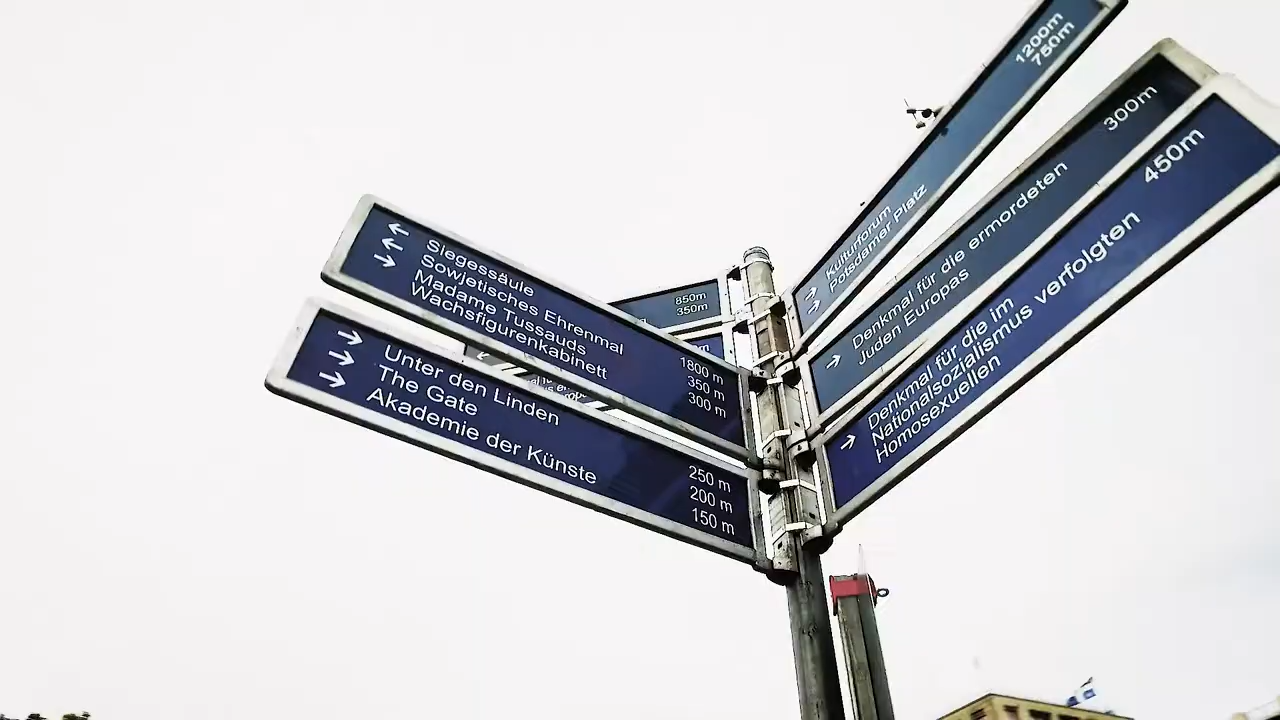 ← Siegessäule 1800 m
← Sowjetisches Ehrenmal 350 m
→ Madame Tussauds 300 m
Wachsfigurenkabinett
→ Unter den Linden 250 m
→ The Gate 200 m
→ Akademie der Künste 150 m
850m
350m
m
→ Kulturforum 1200m
→ Potsdamer Platz 750m
→ Denkmal für die ermordeten 300m
Juden Europas
→ Denkmal für die im 450m
Nationalsozialismus verfolgten
Homosexuellen